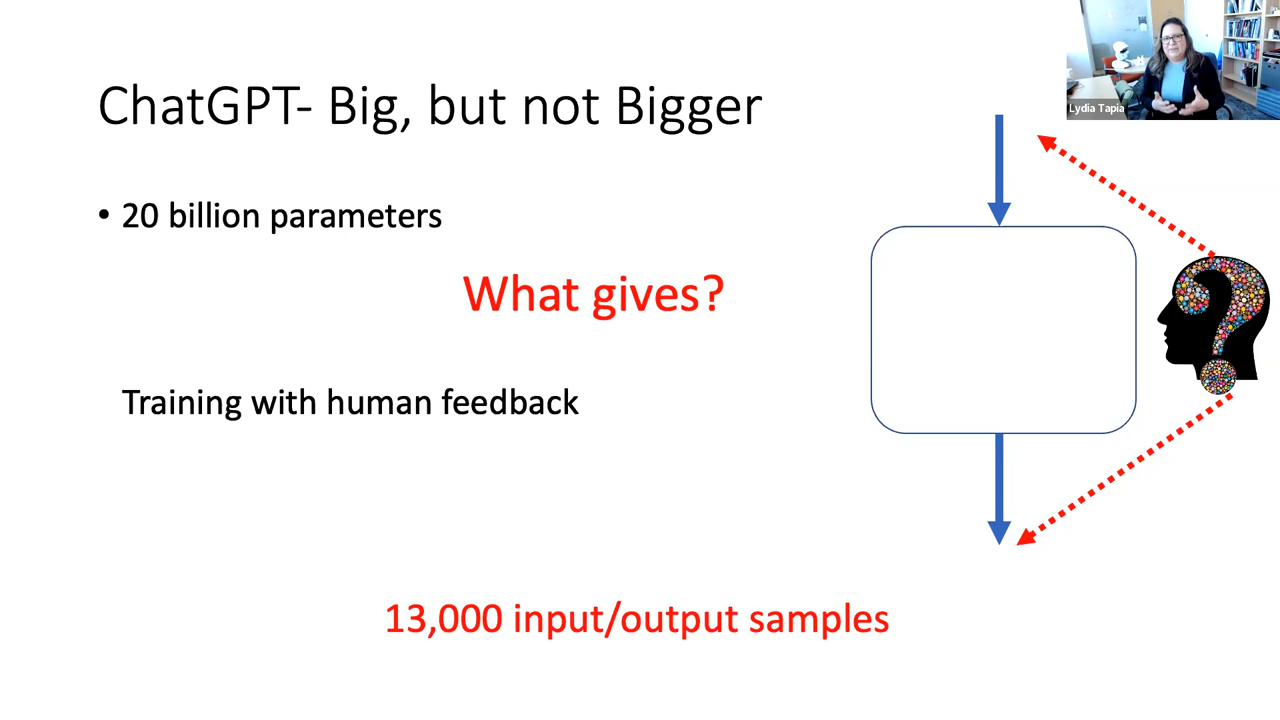 ChatGPT- Big, but not Bigger
Lydia Tapia
• 20 billion parameters
What gives?
Training with human feedback
13,000 input/output samples